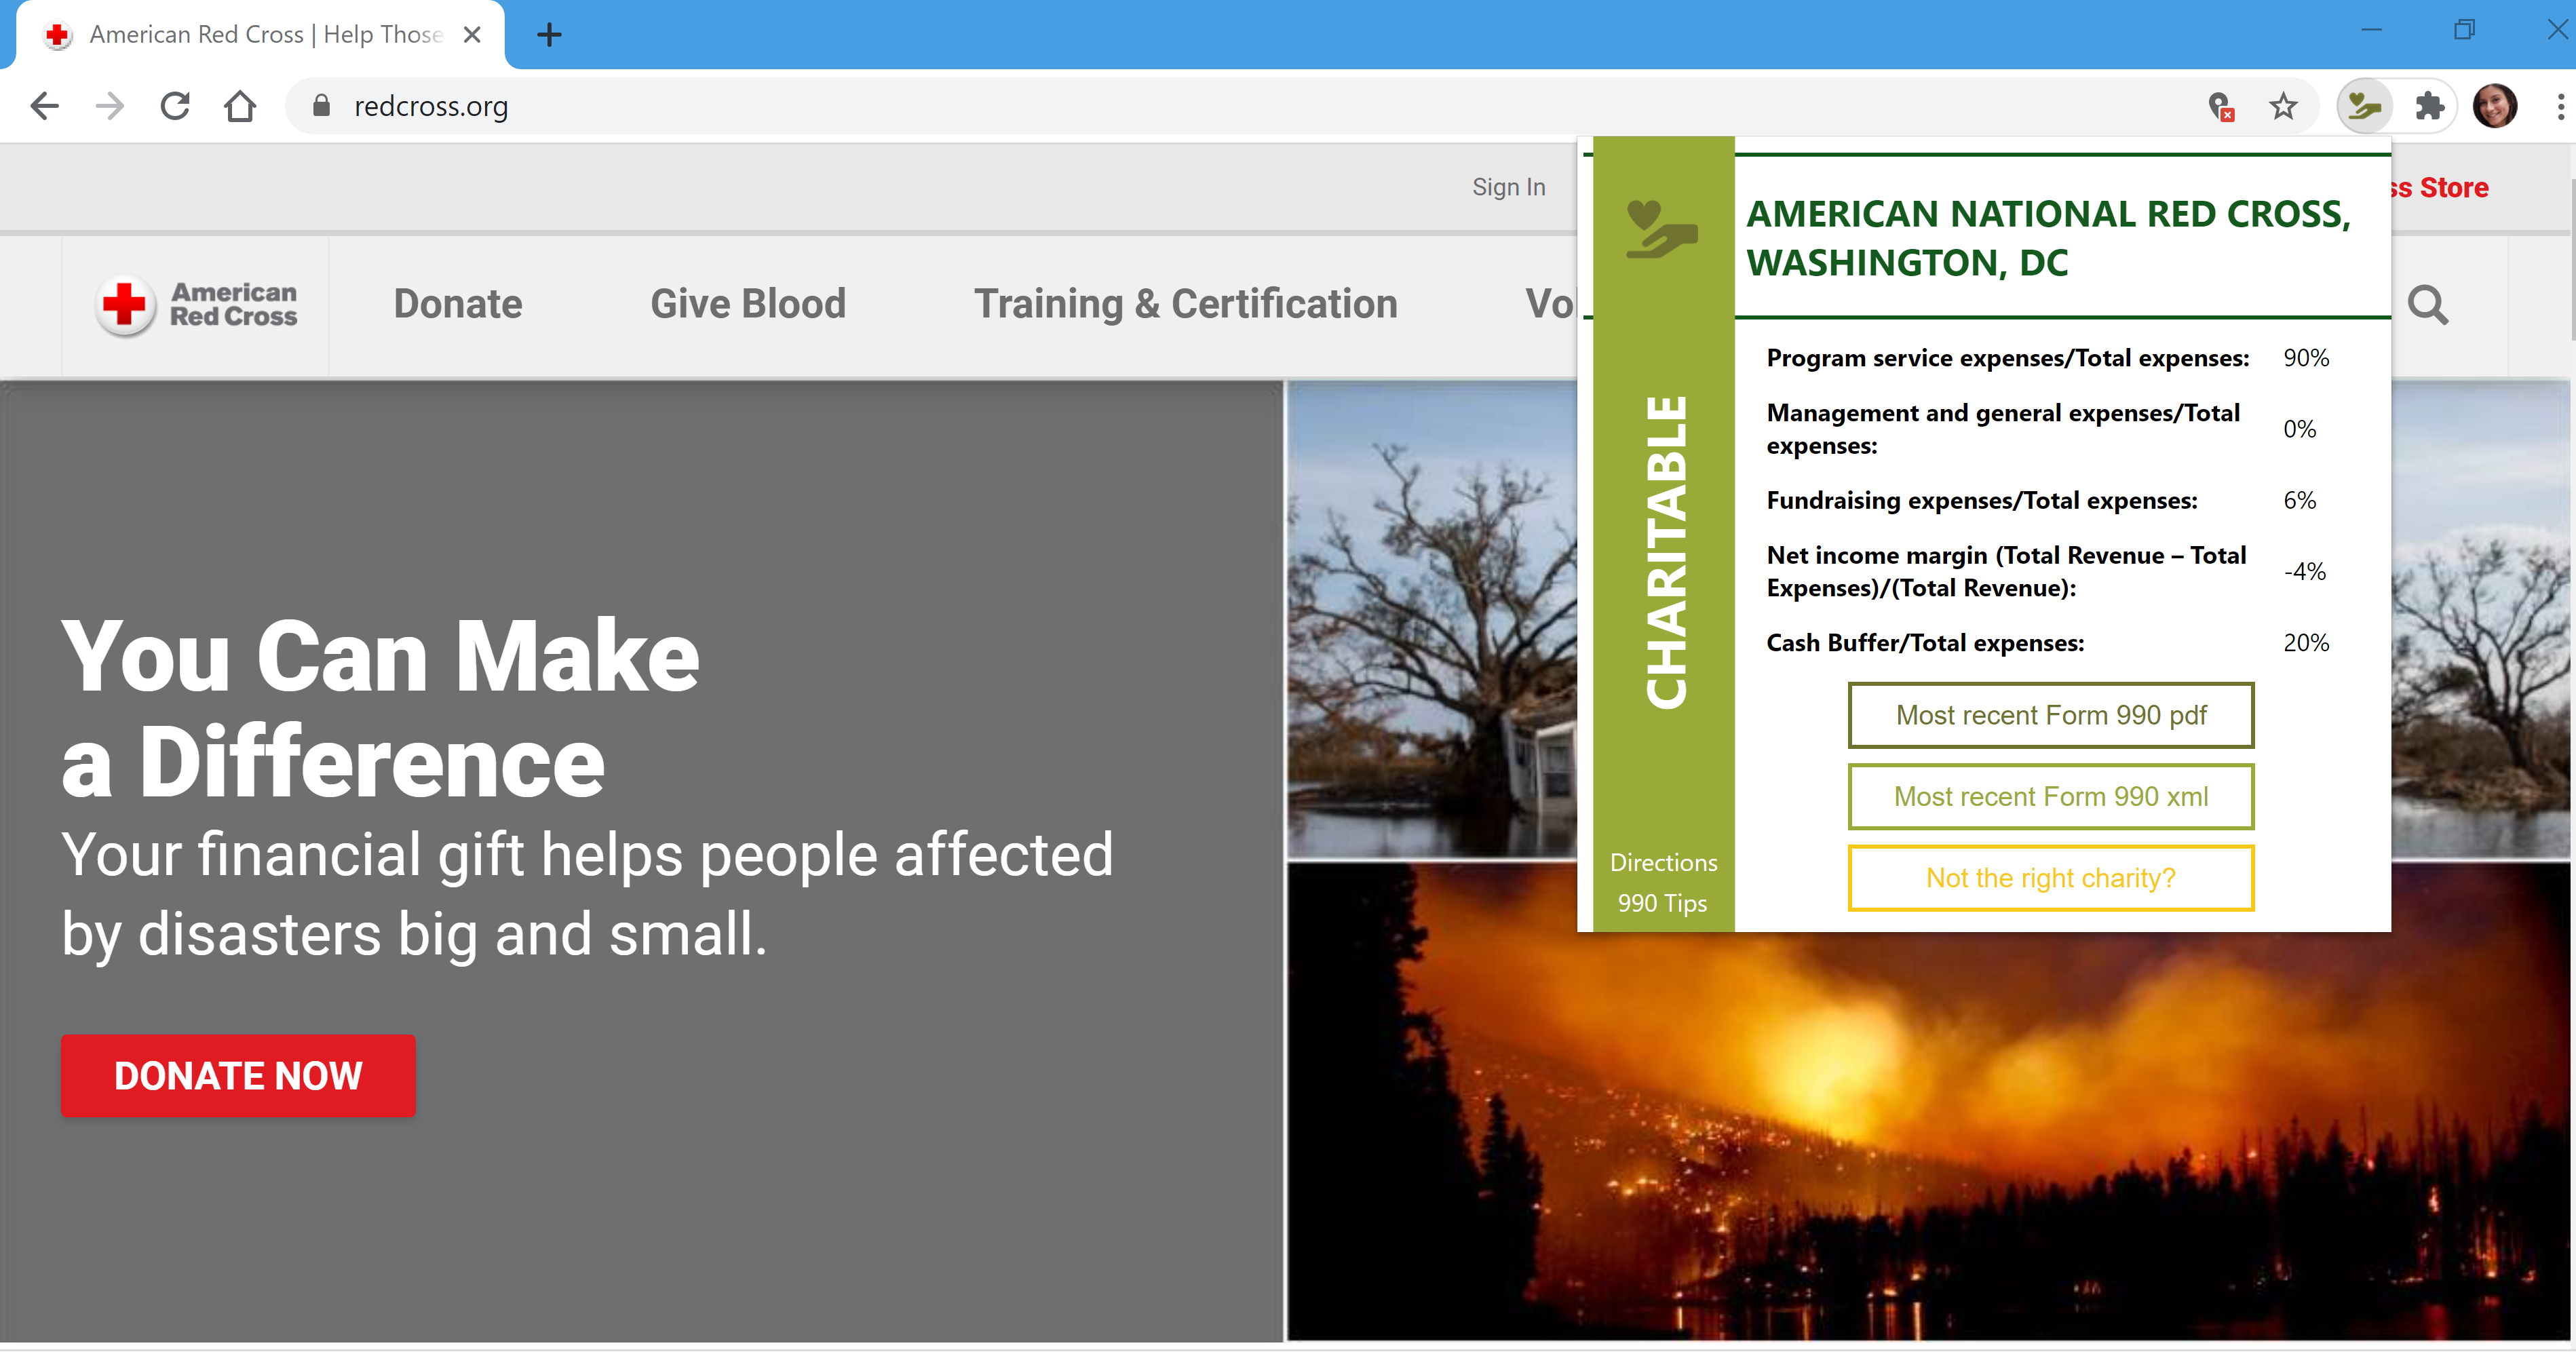 American Red Cross | Help Those
redcross.org
Sign In
ss Store
American
Red Cross
Donate
Give Blood
Training & Certification
Vo
You Can Make
a Difference
Your financial gift helps people affected
by disasters big and small.
DONATE NOW
CHARITABLE
Directions
990 Tips
AMERICAN NATIONAL RED CROSS,
WASHINGTON, DC
Program service expenses/Total expenses: 90%
Management and general expenses/Total
expenses: 0%
Fundraising expenses/Total expenses: 6%
Net income margin (Total Revenue – Total
Expenses)/(Total Revenue): -4%
Cash Buffer/Total expenses: 20%
Most recent Form 990 pdf
Most recent Form 990 xml
Not the right charity?